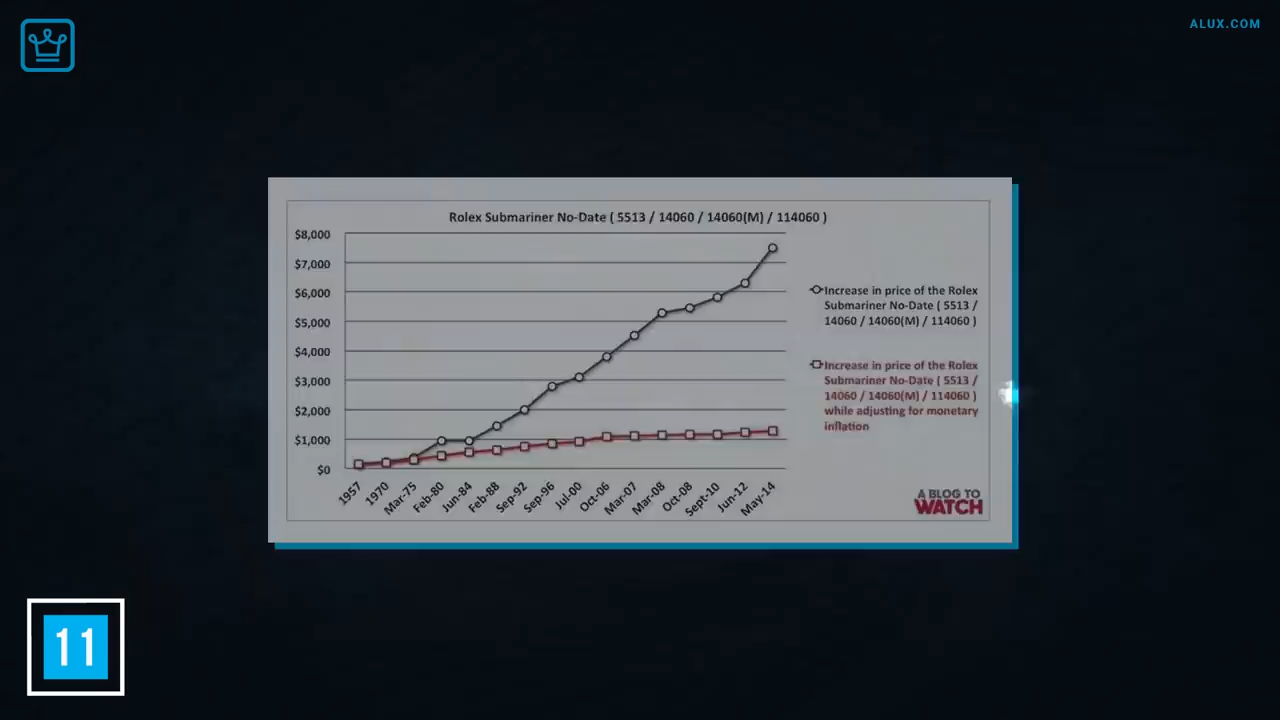 ALUX.COM
Rolex Submariner No-Date ( 5513 / 14060 / 14060(M) / 114060 )
$8,000
$7,000
$6,000
$5,000
$4,000
$3,000
$2,000
$1,000
$0
1957
1970
Mar-75
Feb-80
Jun-84
Feb-88
Sep-92
Sep-96
Jul-00
Oct-06
Mar-07
Mar-08
Oct-08
Sept-10
Jun-12
May-14
Increase in price of the Rolex
Submariner No-Date ( 5513 /
14060 / 14060(M) / 114060 )
Increase in price of the Rolex
Submariner No-Date ( 5513 /
14060 / 14060(M) / 114060 )
while adjusting for monetary
inflation
A BLOG TO
WATCH
11